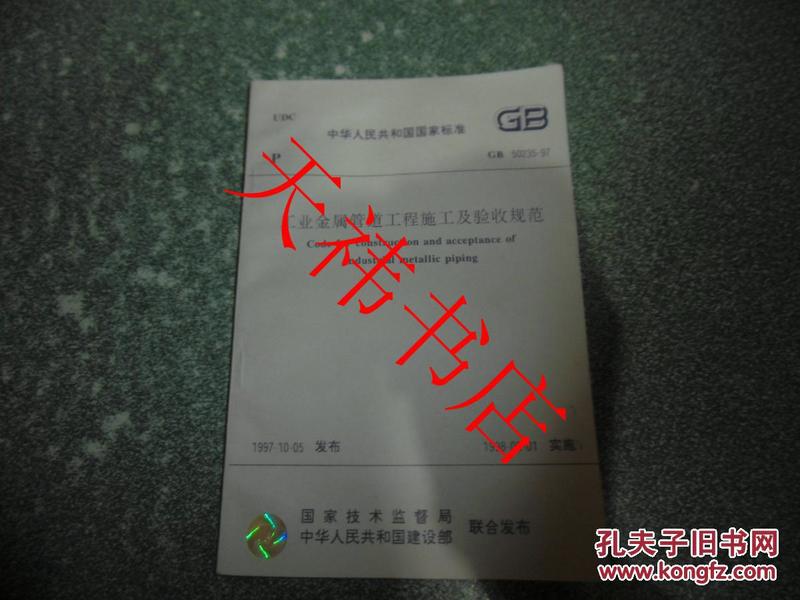 UDC
中华人民共和国国家标准
GB
P
GB 50235-97
工业金属管道工程施工及验收规范
Code for construction and acceptance of
industrial metallic piping
天伟书店
1997-10-05 发布
实施
国家技术监督局
中华人民共和国建设部
联合发布
孔夫子旧书网
www.kongfz.com